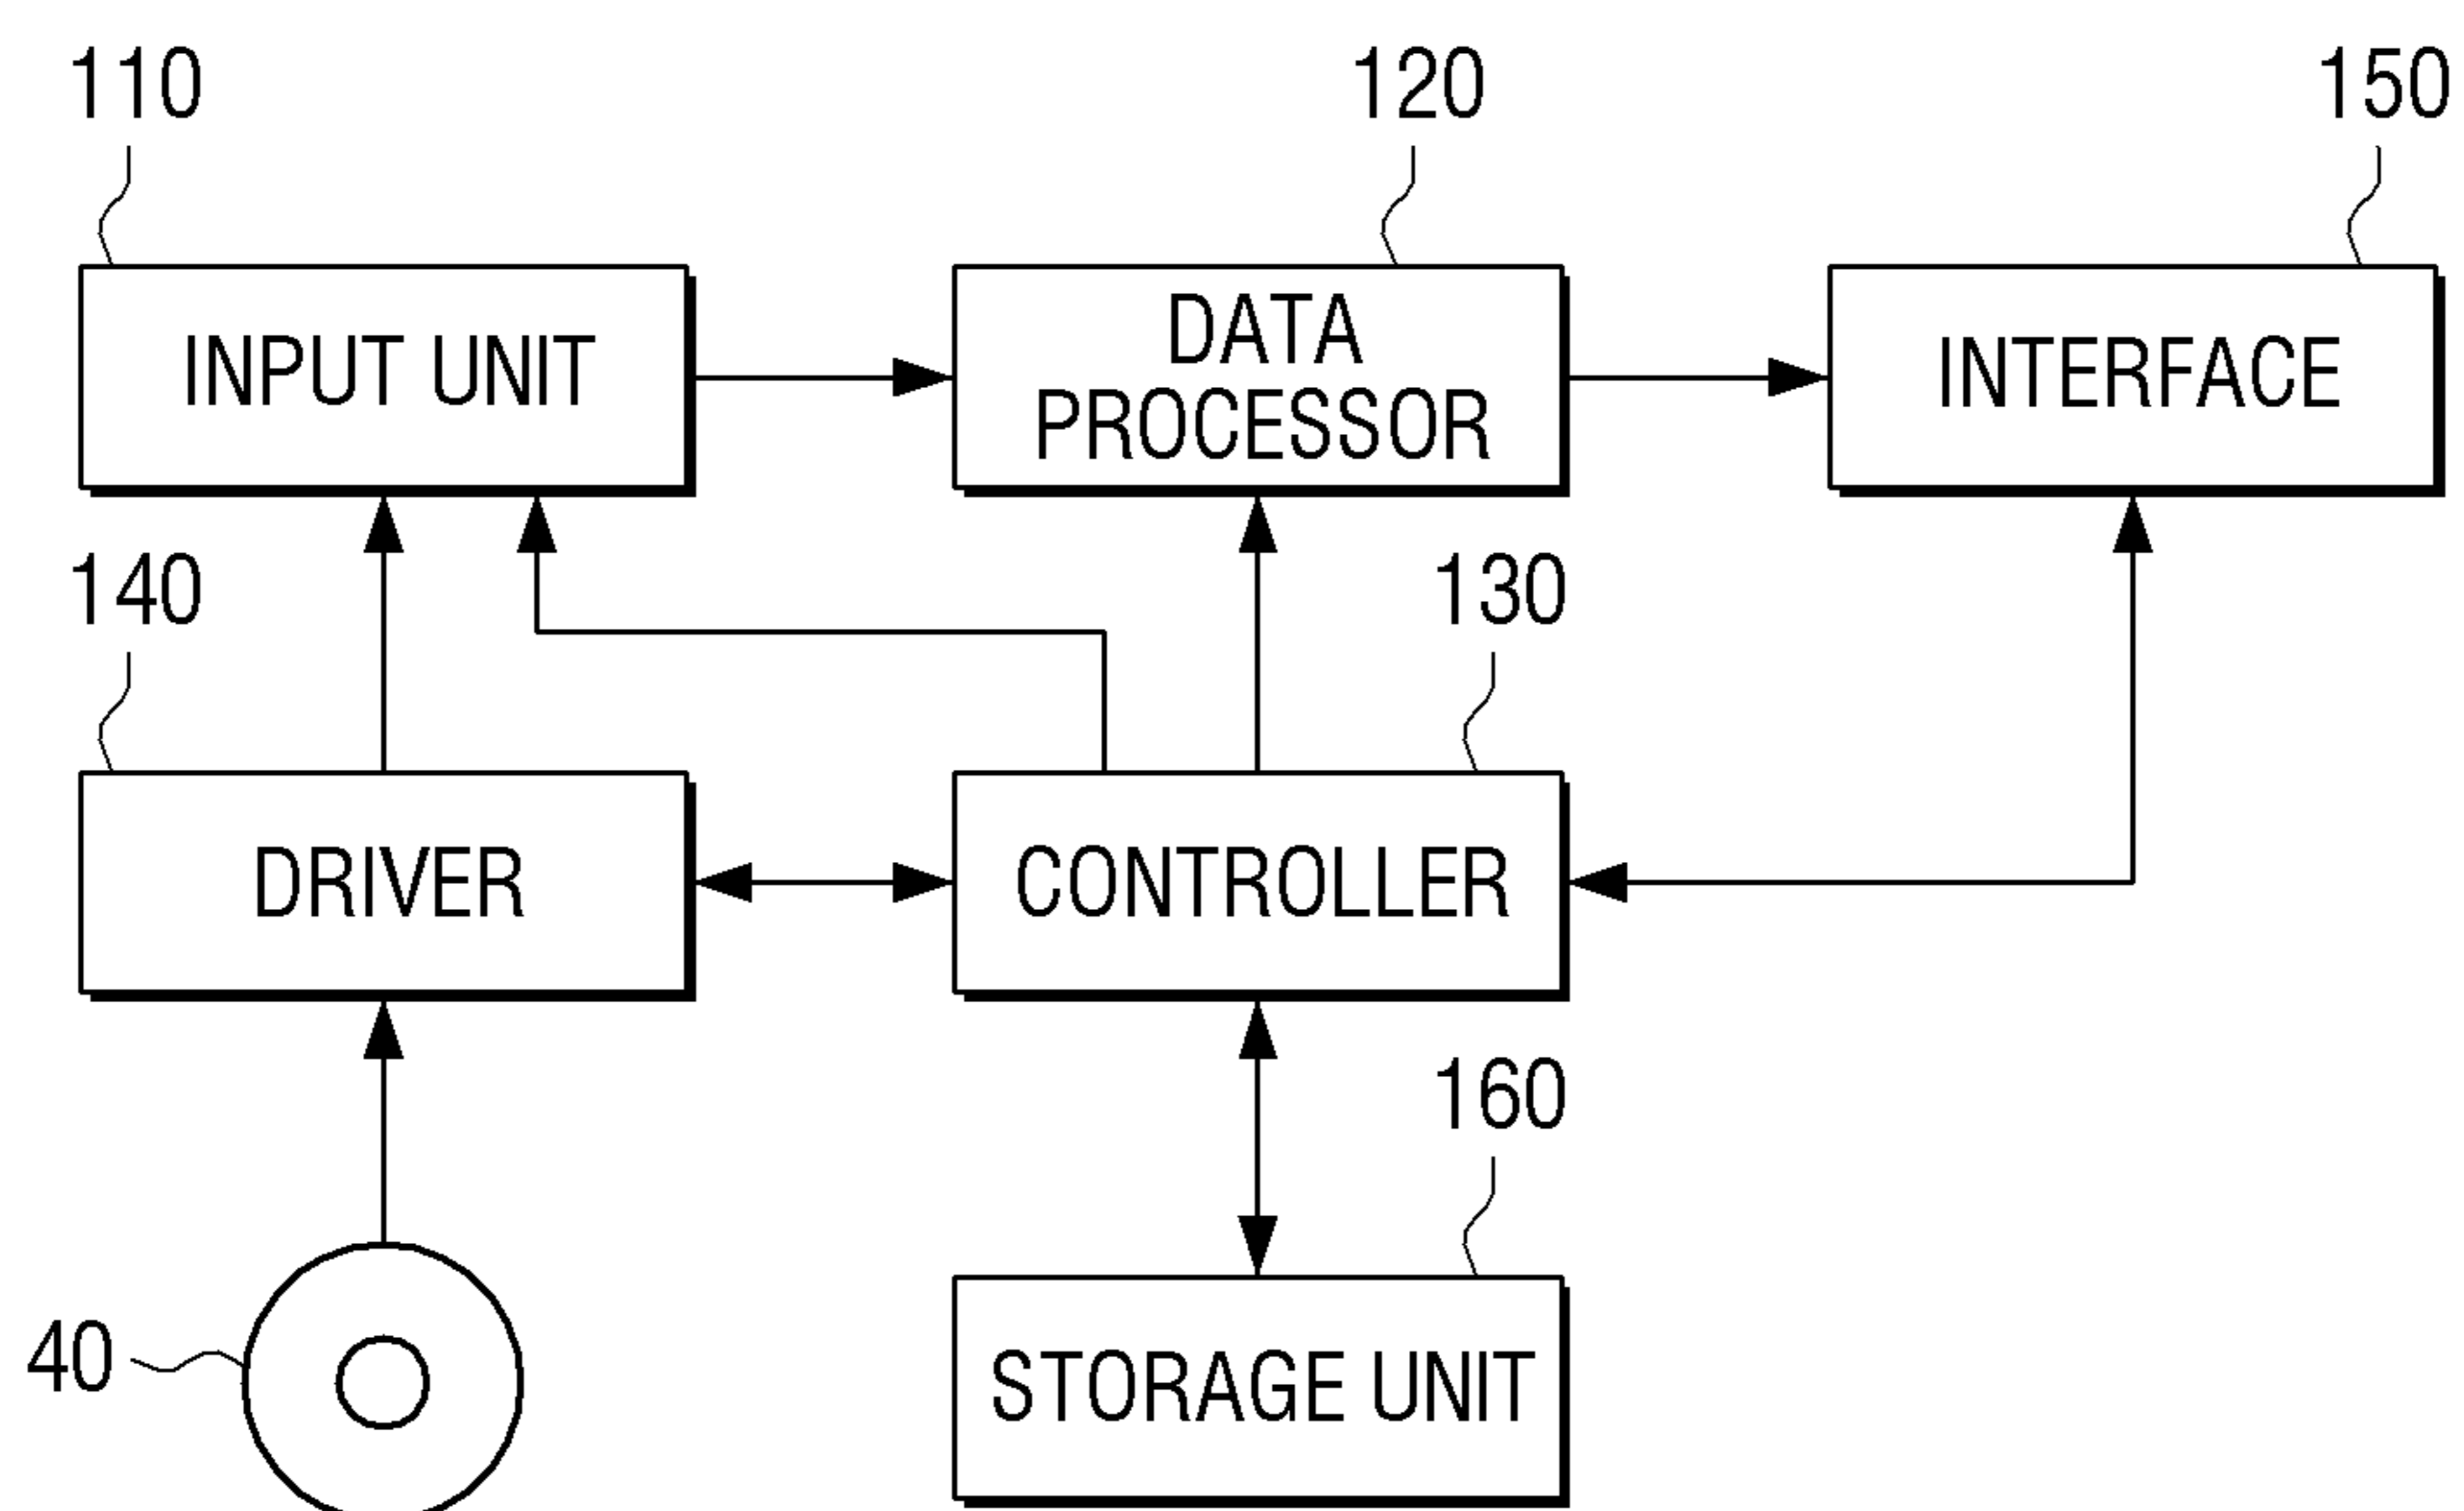 110
120
150
INPUT UNIT
DATA
PROCESSOR
INTERFACE
140
130
DRIVER
CONTROLLER
160
40
STORAGE UNIT